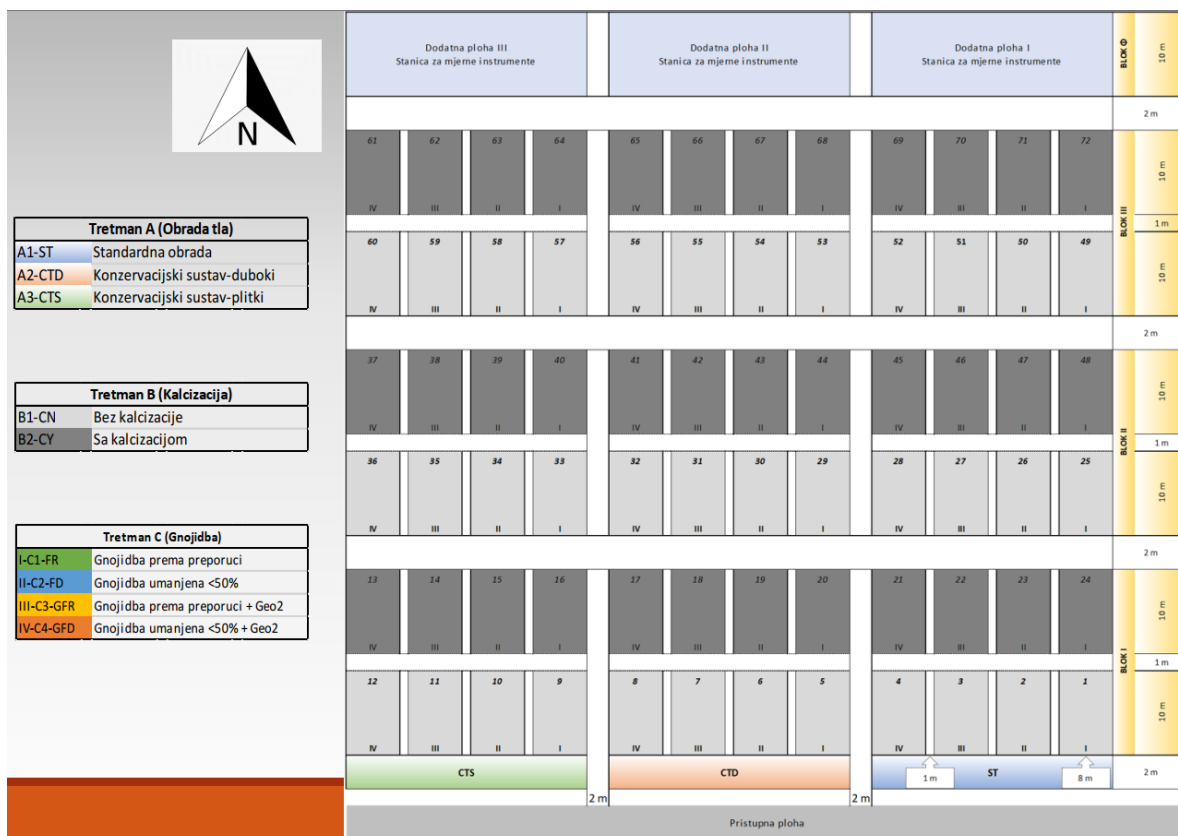 N
Tretman A (Obrada tla)
A1-ST Standardna obrada
A2-CTD Konzervacijski sustav-duboki
A3-CTS Konzervacijski sustav-plitki
Tretman B (Kalcizacija)
B1-CN Bez kalcizacije
B2-CY Sa kalcizacijom
Tretman C (Gnojidba)
I-C1-FR Gnojidba prema preporuci
II-C2-FD Gnojidba umanjena <50%
III-C3-GFR Gnojidba prema preporuci + Geo2
IV-C4-GFD Gnojidba umanjena <50% + Geo2
Dodatna ploha III
Stanica za mjerne instrumente
Dodatna ploha II
Stanica za mjerne instrumente
Dodatna ploha I
Stanica za mjerne instrumente
BLOK Φ
10 m
2 m
61 62 63 64 65 66 67 68 69 70 71 72
IV III II I IV III II I IV III II I
10 m
BLOK III
1 m
60 59 58 57 56 55 54 53 52 51 50 49
IV III II I IV III II I IV III II I
10 m
2 m
37 38 39 40 41 42 43 44 45 46 47 48
IV III II I IV III II I IV III II I
10 m
BLOK II
1 m
36 35 34 33 32 31 30 29 28 27 26 25
IV III II I IV III II I IV III II I
10 m
2 m
13 14 15 16 17 18 19 20 21 22 23 24
IV III II I IV III II I IV III II I
10 m
BLOK I
1 m
12 11 10 9 8 7 6 5 4 3 2 1
IV III II I IV III II I IV III II I
10 m
CTS CTD 1 m ST 8 m 2 m
2 m 2 m
Pristupna ploha